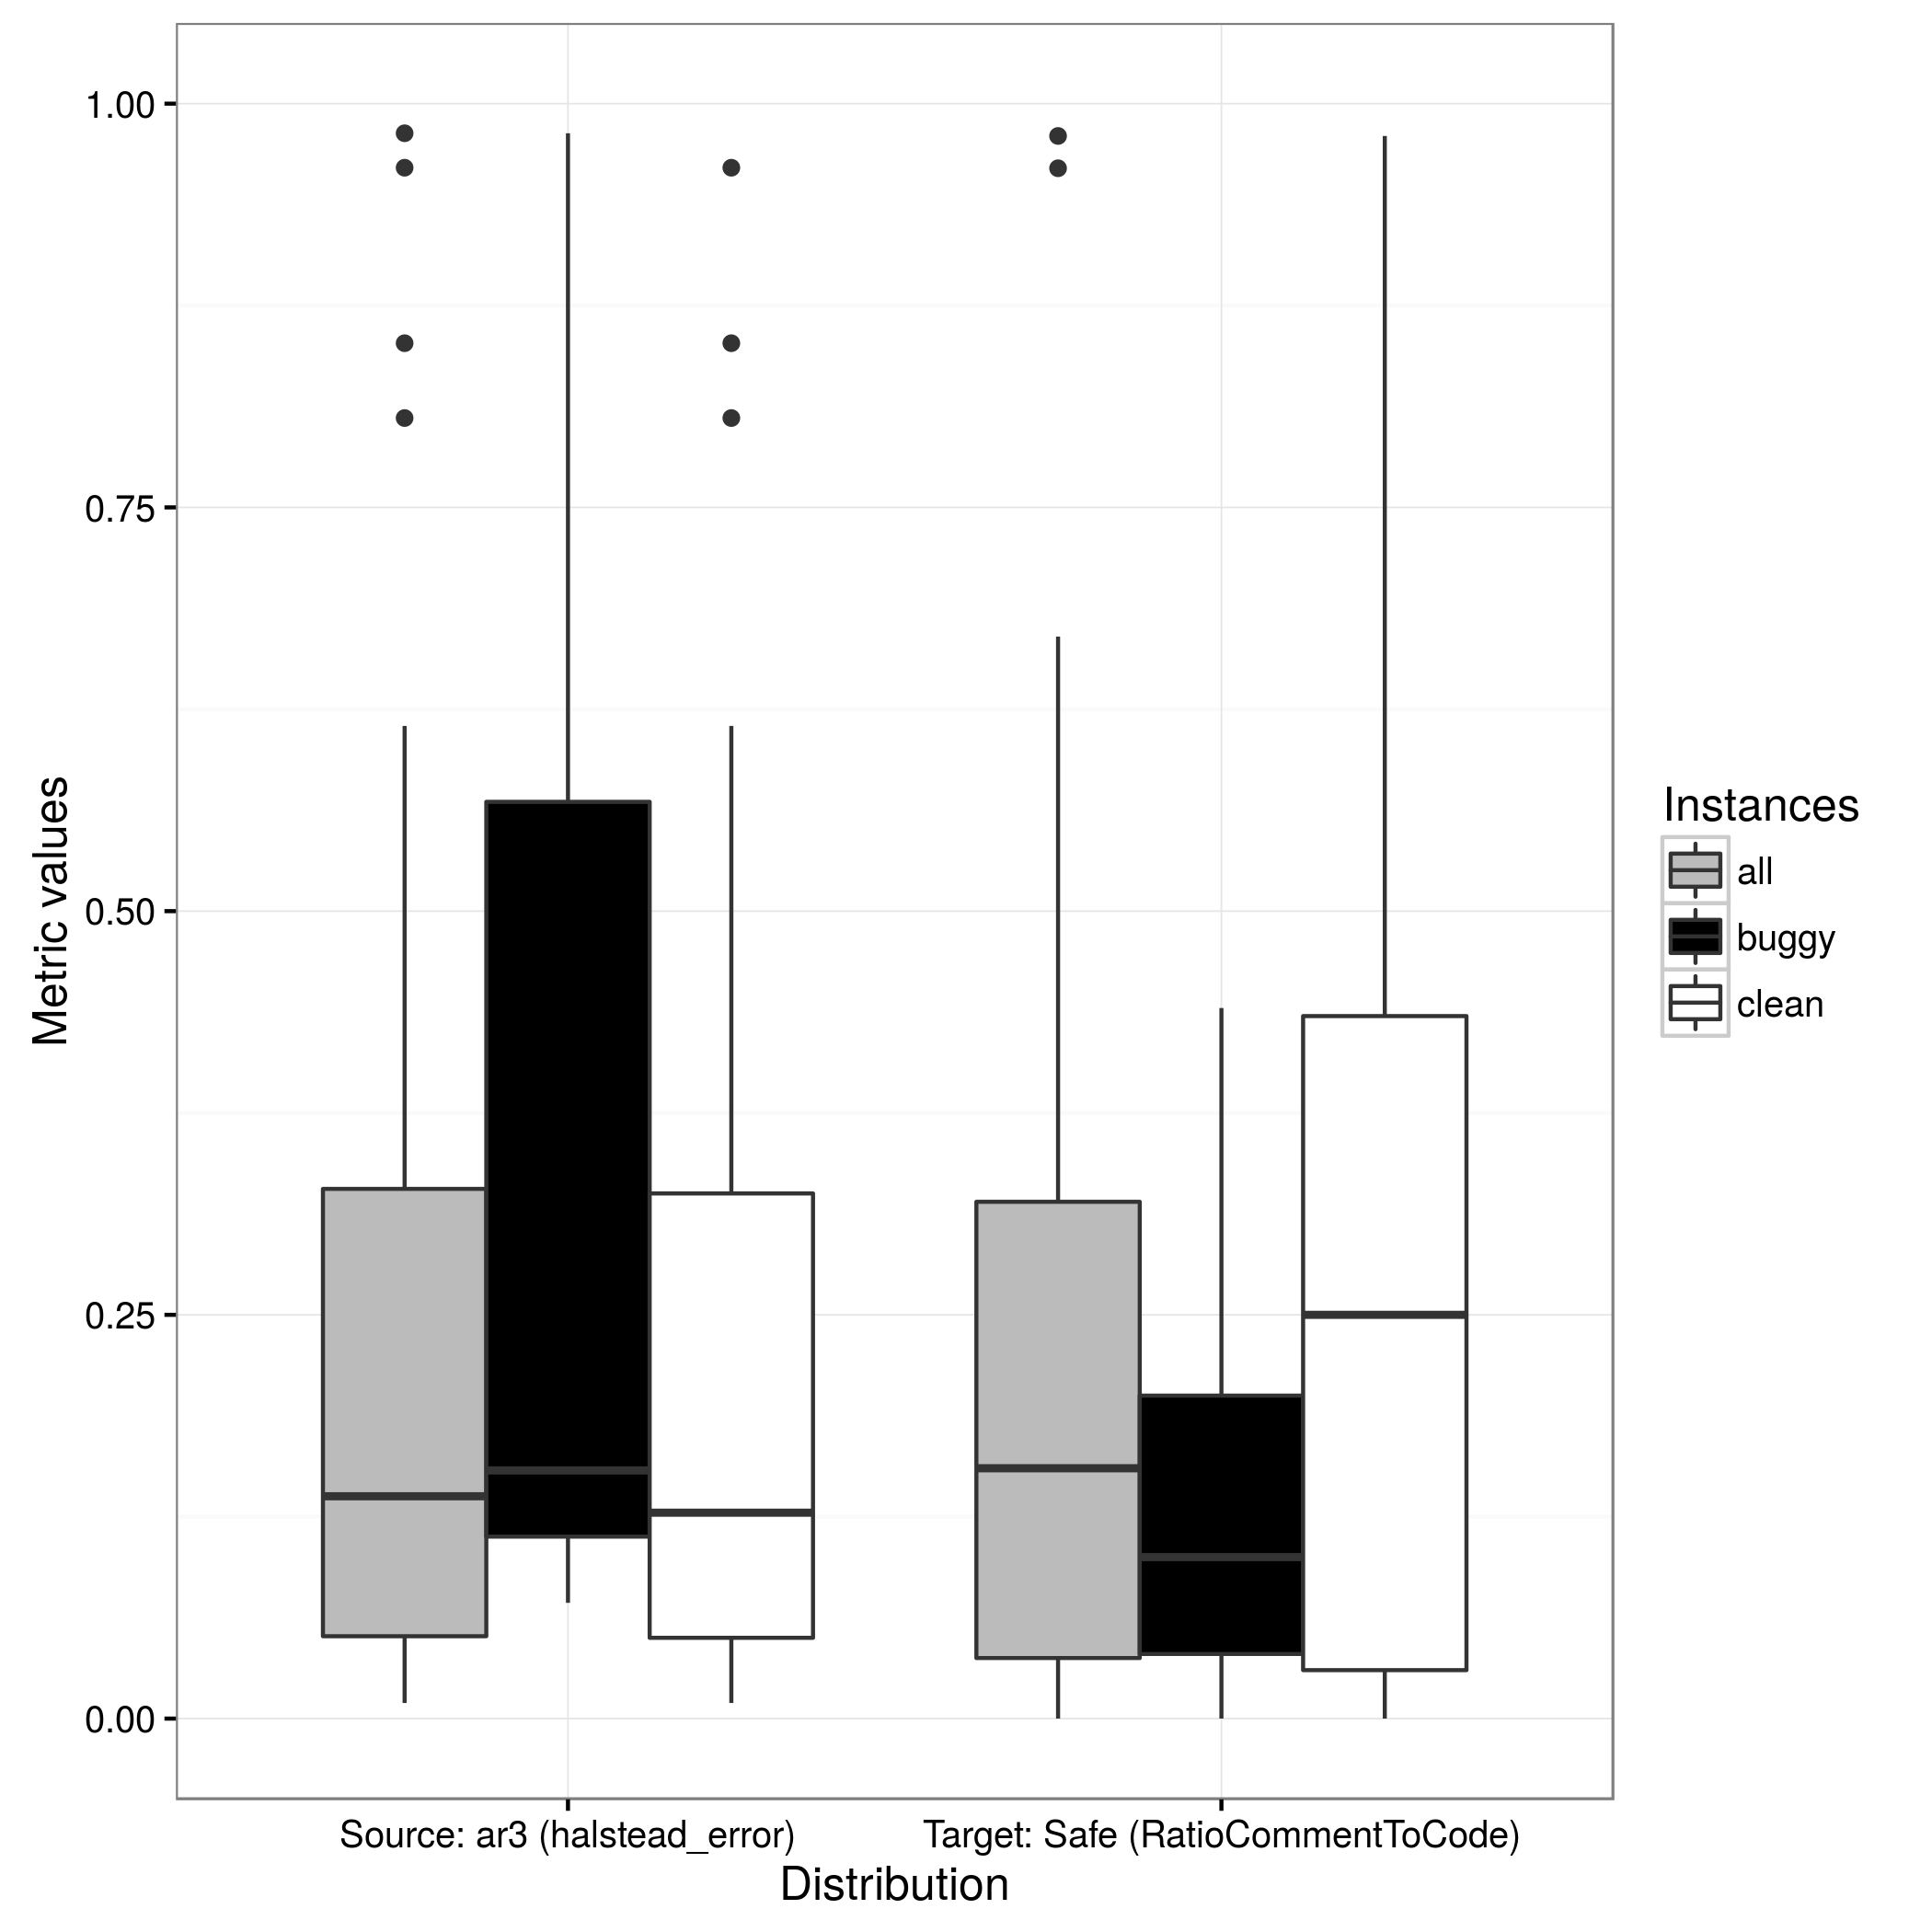 1.00
0.75
0.50
0.25
0.00
Metric values
Source: ar3 (halstead_error)
Target: Safe (RatioCommentToCode)
Distribution
Instances
all
buggy
clean